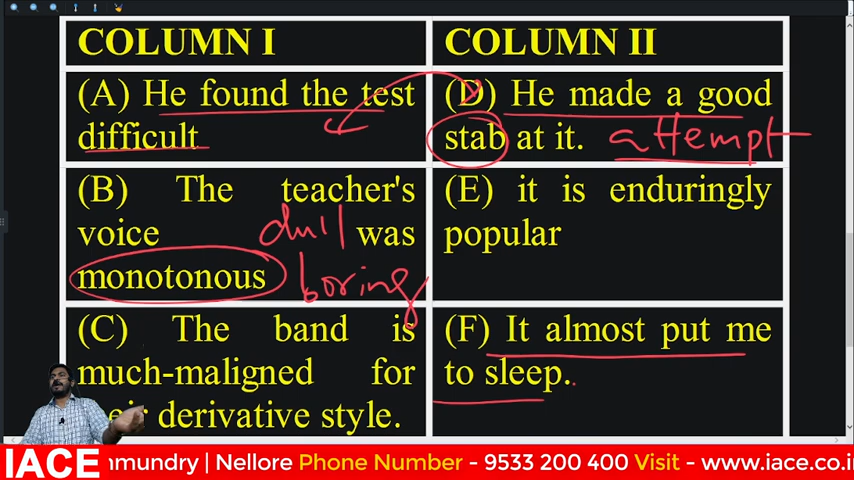 COLUMN I
COLUMN II
(A) He found the test
difficult
(D) He made a good
stab at it. attempt
(B) The teacher's
voice dull was
monotonous boring
(E) it is enduringly
popular
(C) The band is
much-maligned for
derivative style.
(F) It almost put me
to sleep.
IACE
mundry | Nellore Phone Number - 9533 200 400 Visit - www.iace.co.i